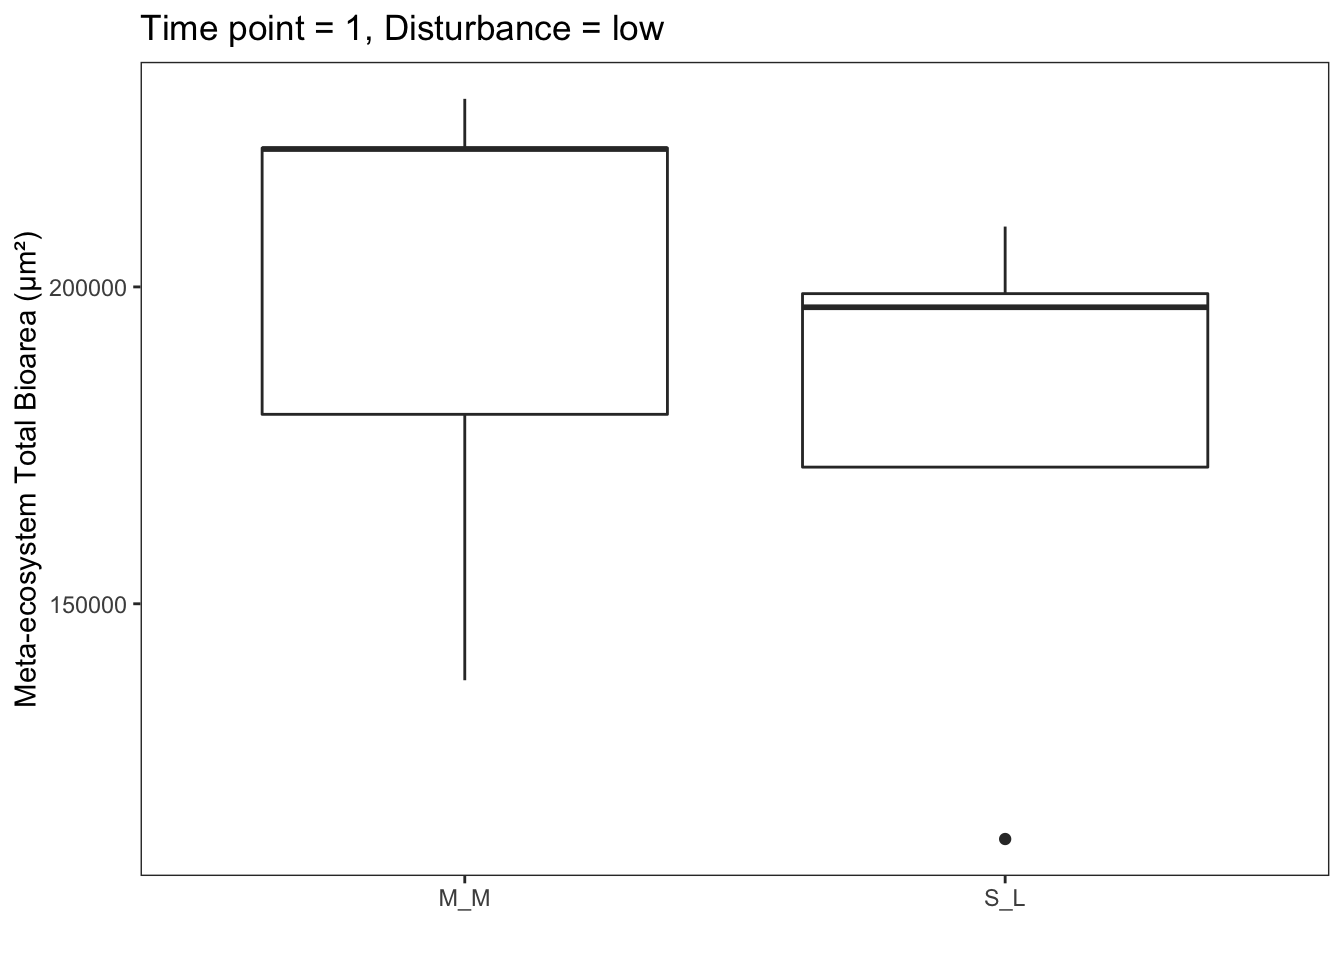 Time point = 1, Disturbance = low
Meta-ecosystem Total Bioarea (µm²)
200000
150000
M_M
S_L